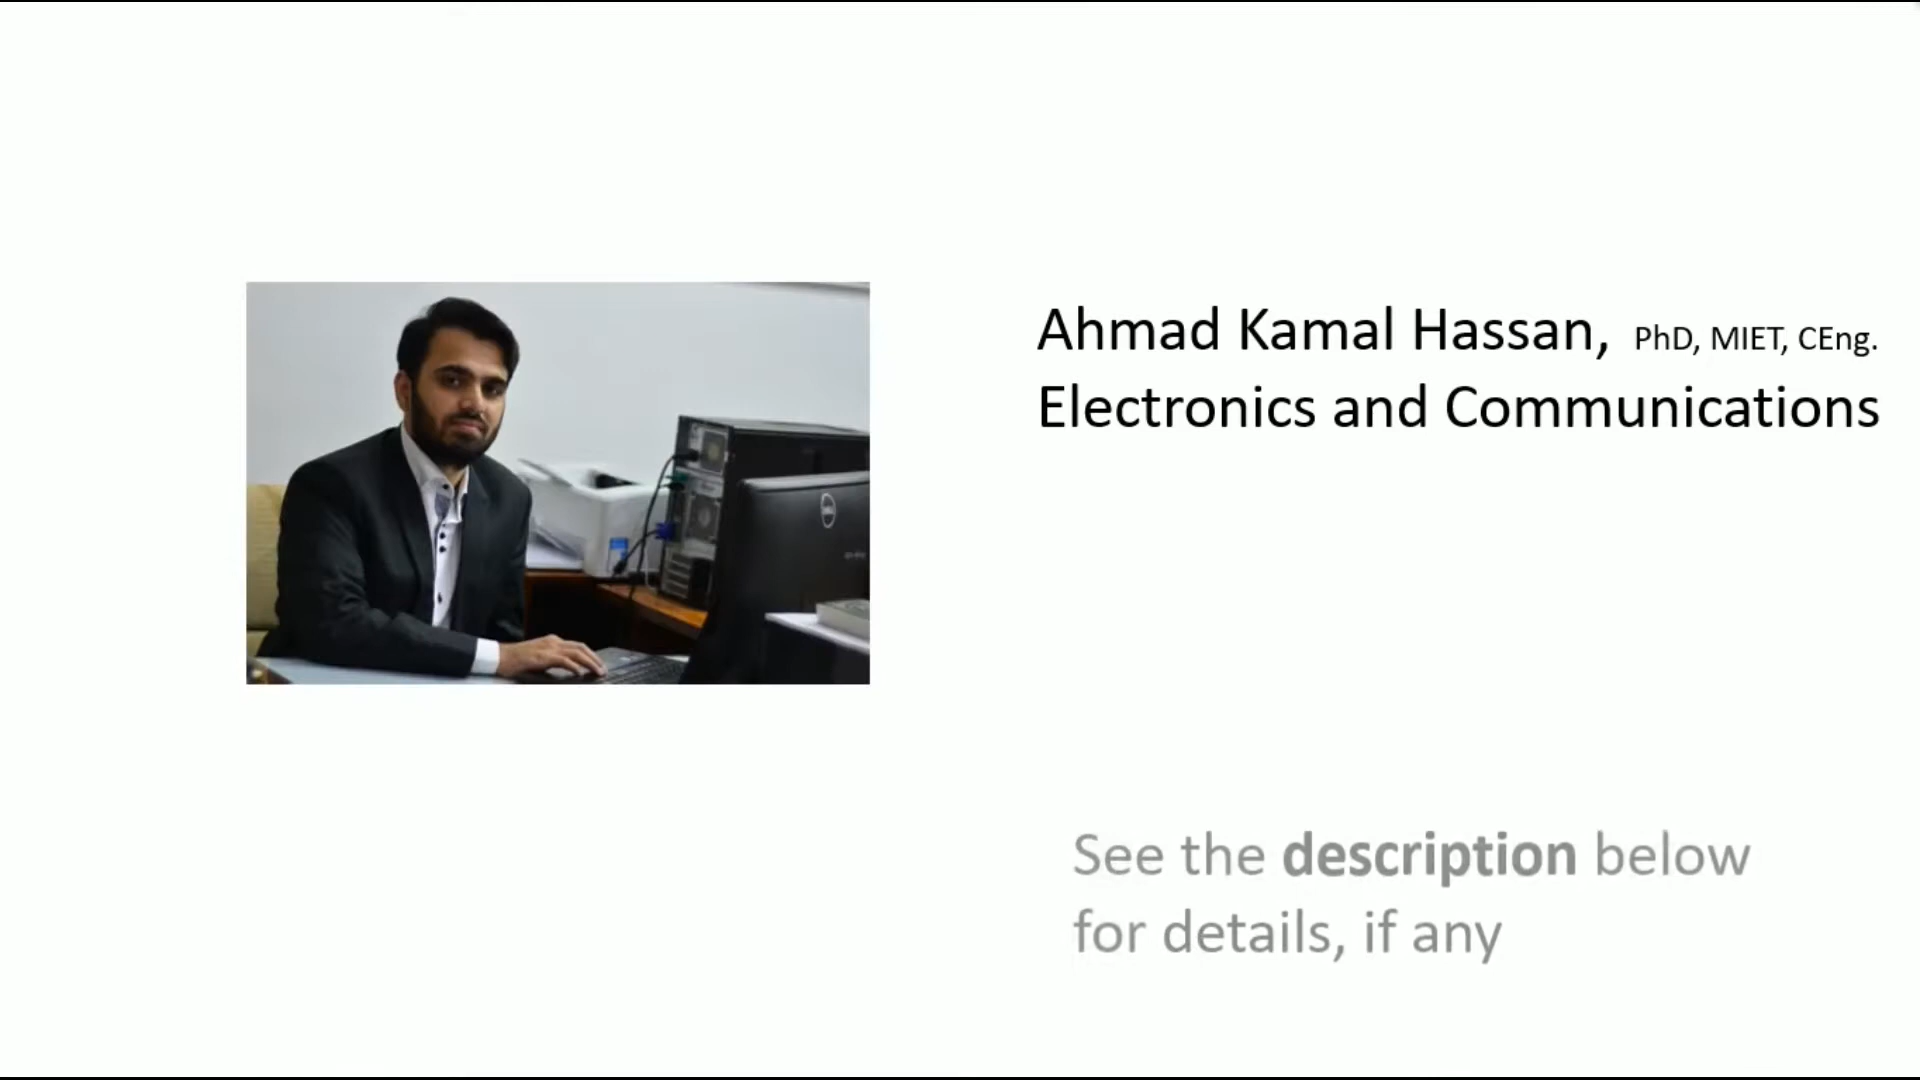 Ahmad Kamal Hassan, PhD, MIET, CEng.
Electronics and Communications
See the description below
for details, if any